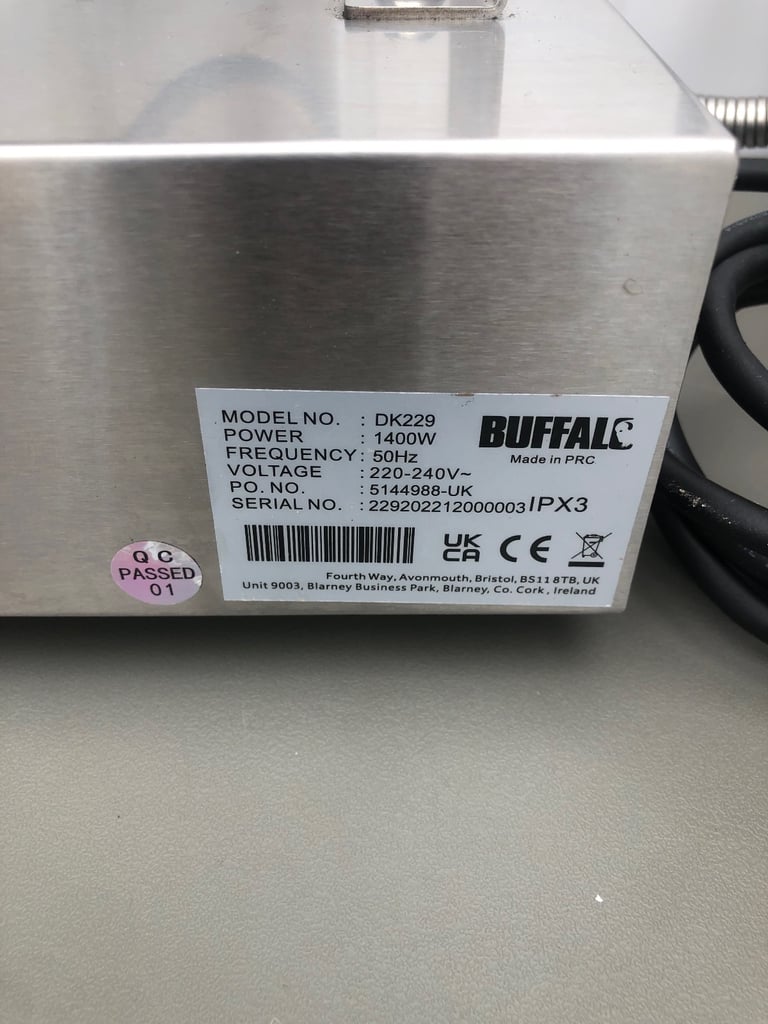 MODEL NO. : DK229
POWER : 1400W
FREQUENCY : 50Hz
VOLTAGE : 220-240V~
PO. NO. : 5144988-UK
SERIAL NO. : 229202212000003 IPX3
BUFFALO
Made in PRC
UK
CA
CE
Fourth Way, Avonmouth, Bristol, BS11 8TB, UK
Unit 9003, Blarney Business Park, Blarney, Co. Cork, Ireland
QC
PASSED
01